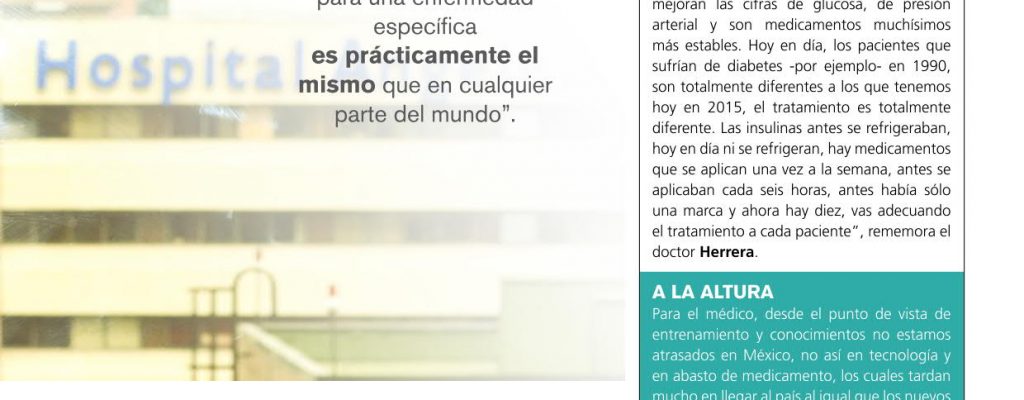 para una enfermedad
específica
es prácticamente el
mismo que en cualquier
parte del mundo”.
Hospital
mejoran las cifras de glucosa, de presión
arterial y son medicamentos muchísimos
más estables. Hoy en día, los pacientes que
sufrían de diabetes -por ejemplo- en 1990,
son totalmente diferentes a los que tenemos
hoy en 2015, el tratamiento es totalmente
diferente. Las insulinas antes se refrigeraban,
hoy en día ni se refrigeran, hay medicamentos
que se aplican una vez a la semana, antes se
aplicaban cada seis horas, antes había sólo
una marca y ahora hay diez, vas adecuando
el tratamiento a cada paciente”, rememora el
doctor Herrera.
A LA ALTURA
Para el médico, desde el punto de vista de
entrenamiento y conocimientos no estamos
atrasados en México, no así en tecnología y
en abasto de medicamento, los cuales tardan
mucho en llegar al país al igual que los nuevos